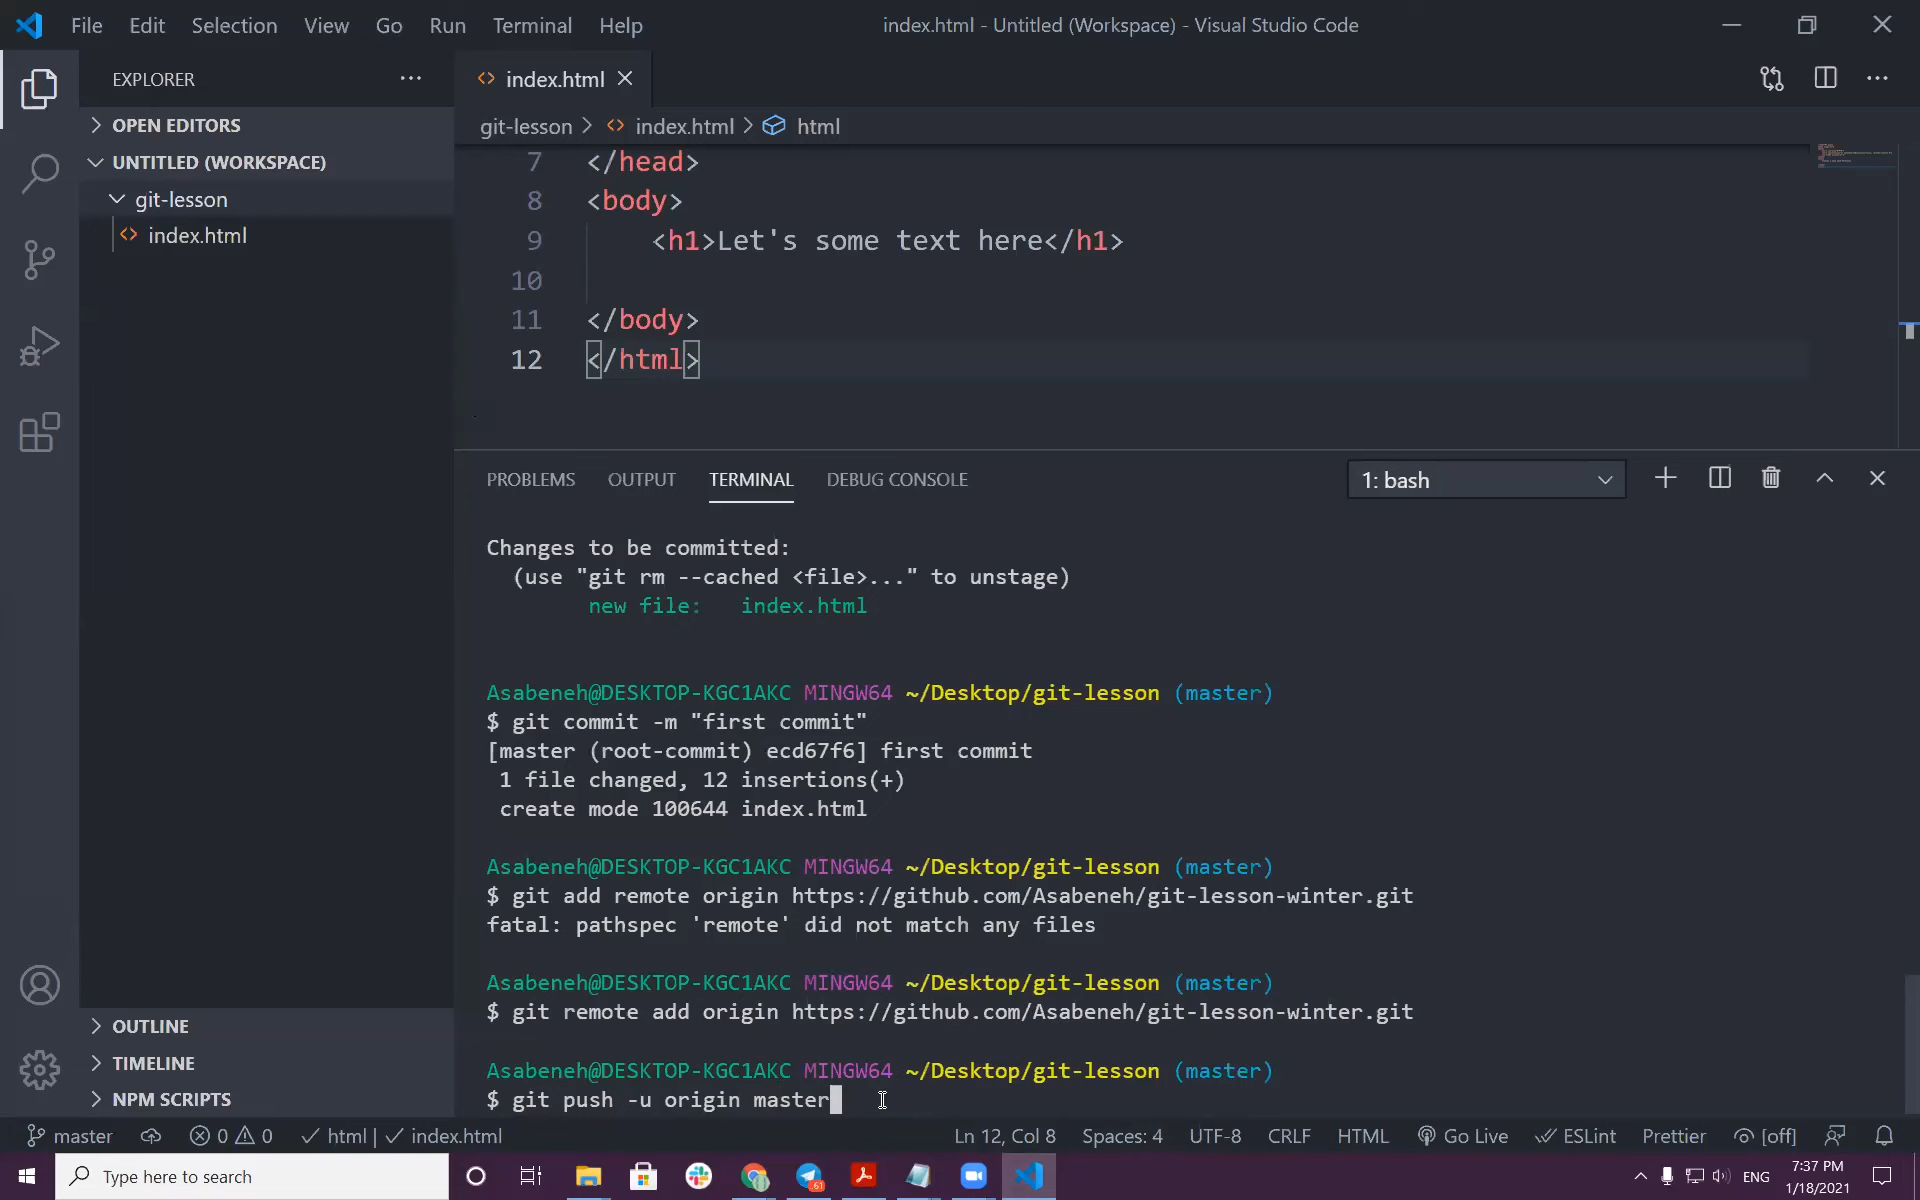 File Edit Selection View Go Run Terminal Help index.html - Untitled (Workspace) - Visual Studio Code
EXPLORER
OPEN EDITORS
UNTITLED (WORKSPACE)
git-lesson
index.html
OUTLINE
TIMELINE
NPM SCRIPTS
index.html
git-lesson > index.html > html
7 </head>
8 <body>
9 <h1>Let's some text here</h1>
10
11 </body>
12 </html>
PROBLEMS OUTPUT TERMINAL DEBUG CONSOLE 1: bash
Changes to be committed:
(use "git rm --cached <file>..." to unstage)
new file: index.html
Asabeneh@DESKTOP-KGC1AKC MINGW64 ~/Desktop/git-lesson (master)
$ git commit -m "first commit"
[master (root-commit) ecd67f6] first commit
1 file changed, 12 insertions(+)
create mode 100644 index.html
Asabeneh@DESKTOP-KGC1AKC MINGW64 ~/Desktop/git-lesson (master)
$ git add remote origin https://github.com/Asabeneh/git-lesson-winter.git
fatal: pathspec 'remote' did not match any files
Asabeneh@DESKTOP-KGC1AKC MINGW64 ~/Desktop/git-lesson (master)
$ git remote add origin https://github.com/Asabeneh/git-lesson-winter.git
Asabeneh@DESKTOP-KGC1AKC MINGW64 ~/Desktop/git-lesson (master)
$ git push -u origin master
master 0 0 html | index.html Ln 12, Col 8 Spaces: 4 UTF-8 CRLF HTML Go Live ESLint Prettier [off]
Type here to search 61 ENG 7:37 PM
1/18/2021